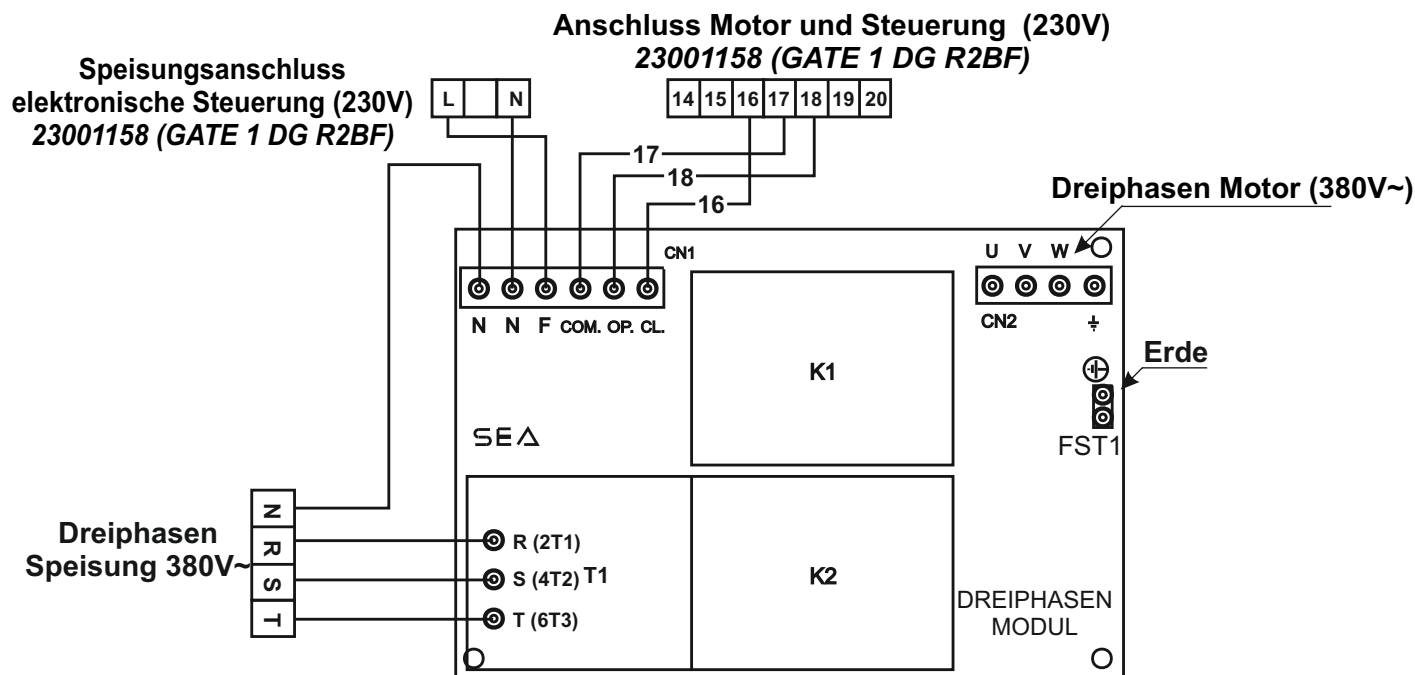 Anschluss Motor und Steuerung (230V)
23001158 (GATE 1 DG R2BF)
Speisungsanschluss
elektronische Steuerung (230V)
23001158 (GATE 1 DG R2BF)
L N
14 15 16 17 18 19 20
17
18
16
Dreiphasen Motor (380V~)
CN1
U V W
N N F COM. OP. CL.
CN2
Erde
K1
FST1
SEA
Dreiphasen
Speisung 380V~
N
R
S
T
R (2T1)
S (4T2) T1
T (6T3)
K2
DREIPHASEN
MODUL